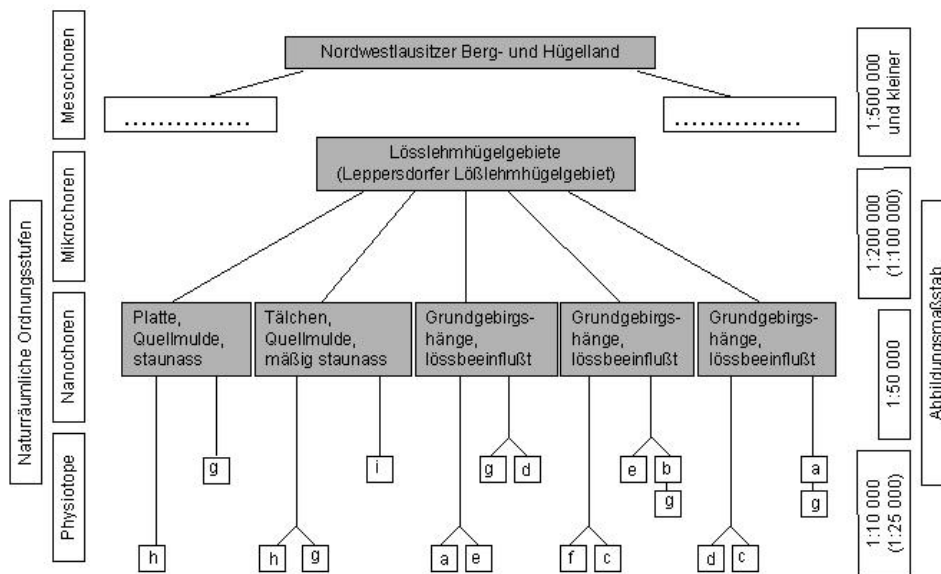 Nordwestlausitzer Berg- und Hügelland
...............
...............
Lösslehmhügelgebiete
(Leppersdorfer Lößlehmhügelgebiet)
Platte,
Quellmulde,
staunass
Tälchen,
Quellmulde,
mäßig staunass
Grundgebirgs-
hänge,
lössbeeinflußt
Grundgebirgs-
hänge,
lössbeeinflußt
Grundgebirgs-
hänge,
lössbeeinflußt
g
i
g d
e b
g
a
g
h
h g
a e
f c
d c
Naturräumliche Ordnungsstufen
Mesochoren
Mikrochoren
Nanochoren
Physiotope
1:500 000
und kleiner
1:200 000
(1:100 000)
1:50 000
1:10 000
(1:25 000)
Abbildungsmaßstab